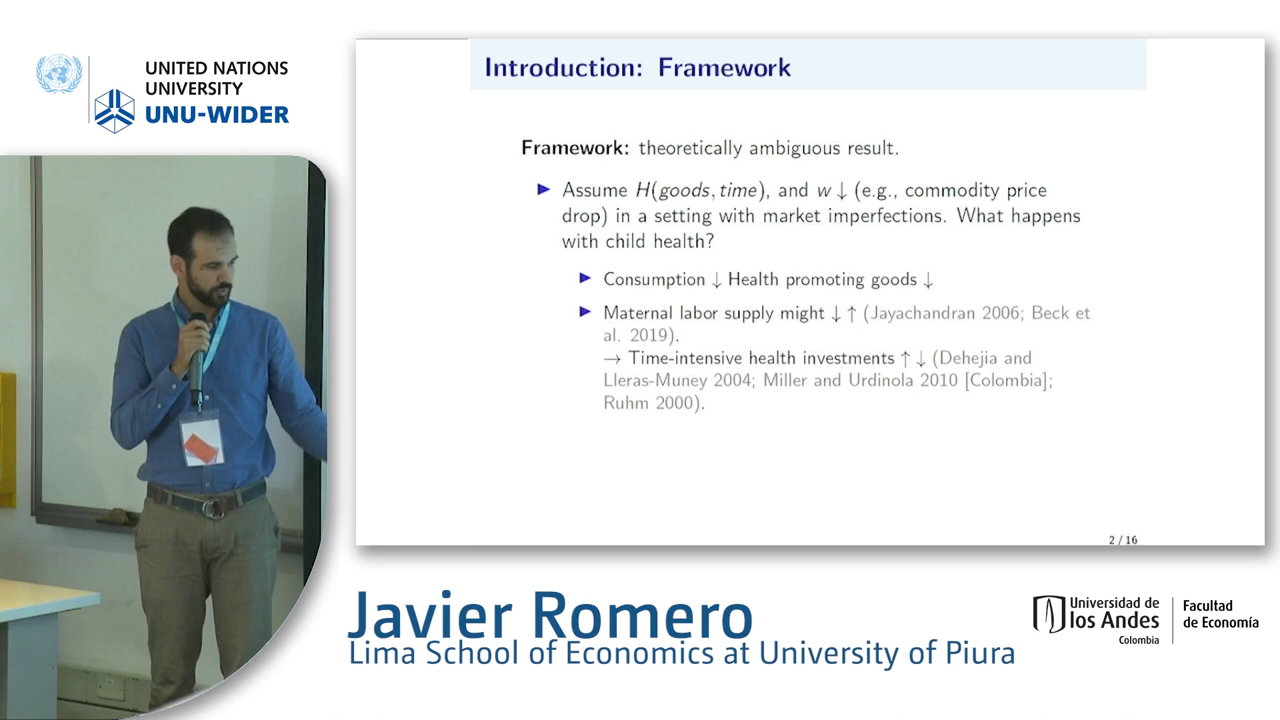 UNITED NATIONS
UNIVERSITY
UNU-WIDER
Introduction: Framework
Framework: theoretically ambiguous result.
► Assume H(goods, time), and w ↓ (e.g., commodity price
drop) in a setting with market imperfections. What happens
with child health?
► Consumption ↓ Health promoting goods ↓
► Maternal labor supply might ↓ ↑ (Jayachandran 2006; Beck et
al. 2019).
→ Time-intensive health investments ↑ ↓ (Dehejia and
Lleras-Muney 2004; Miller and Urdinola 2010 [Colombia];
Ruhm 2000).
2 / 16
Javier Romero
Lima School of Economics at University of Piura
Universidad de
los Andes
Colombia
Facultad
de Economía